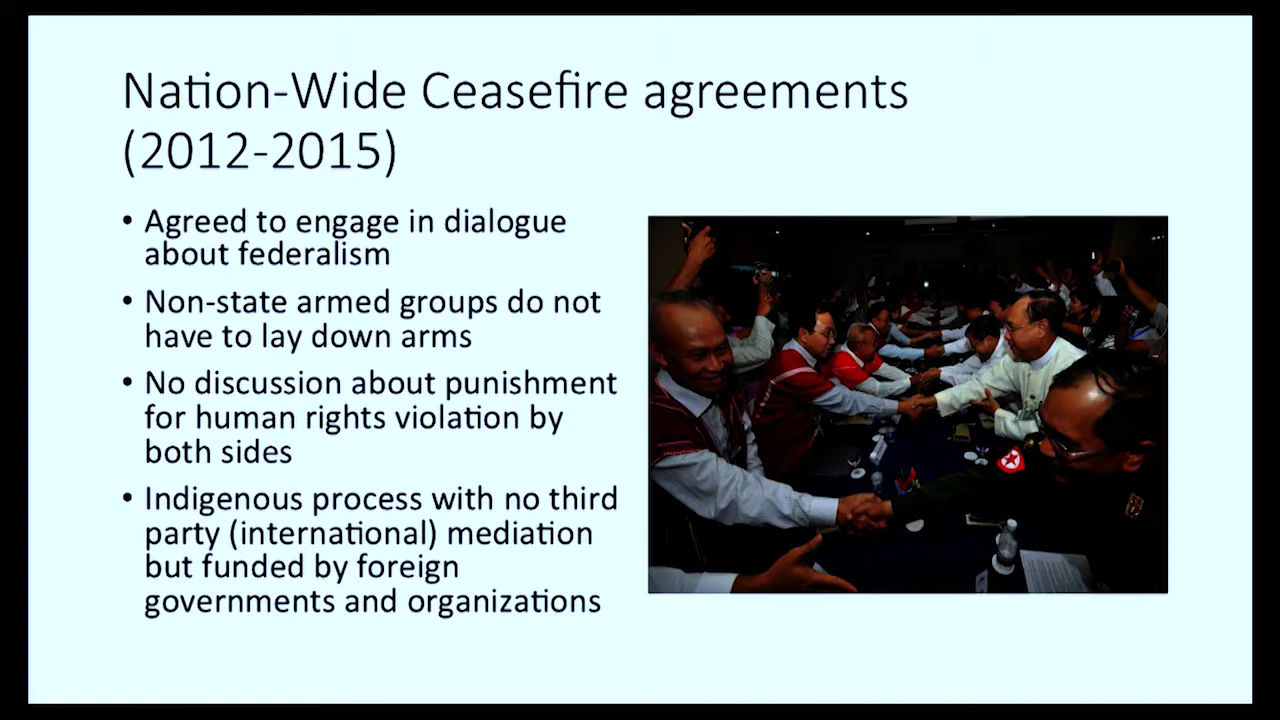 Nation-Wide Ceasefire agreements
(2012-2015)
• Agreed to engage in dialogue
about federalism
• Non-state armed groups do not
have to lay down arms
• No discussion about punishment
for human rights violation by
both sides
• Indigenous process with no third
party (international) mediation
but funded by foreign
governments and organizations